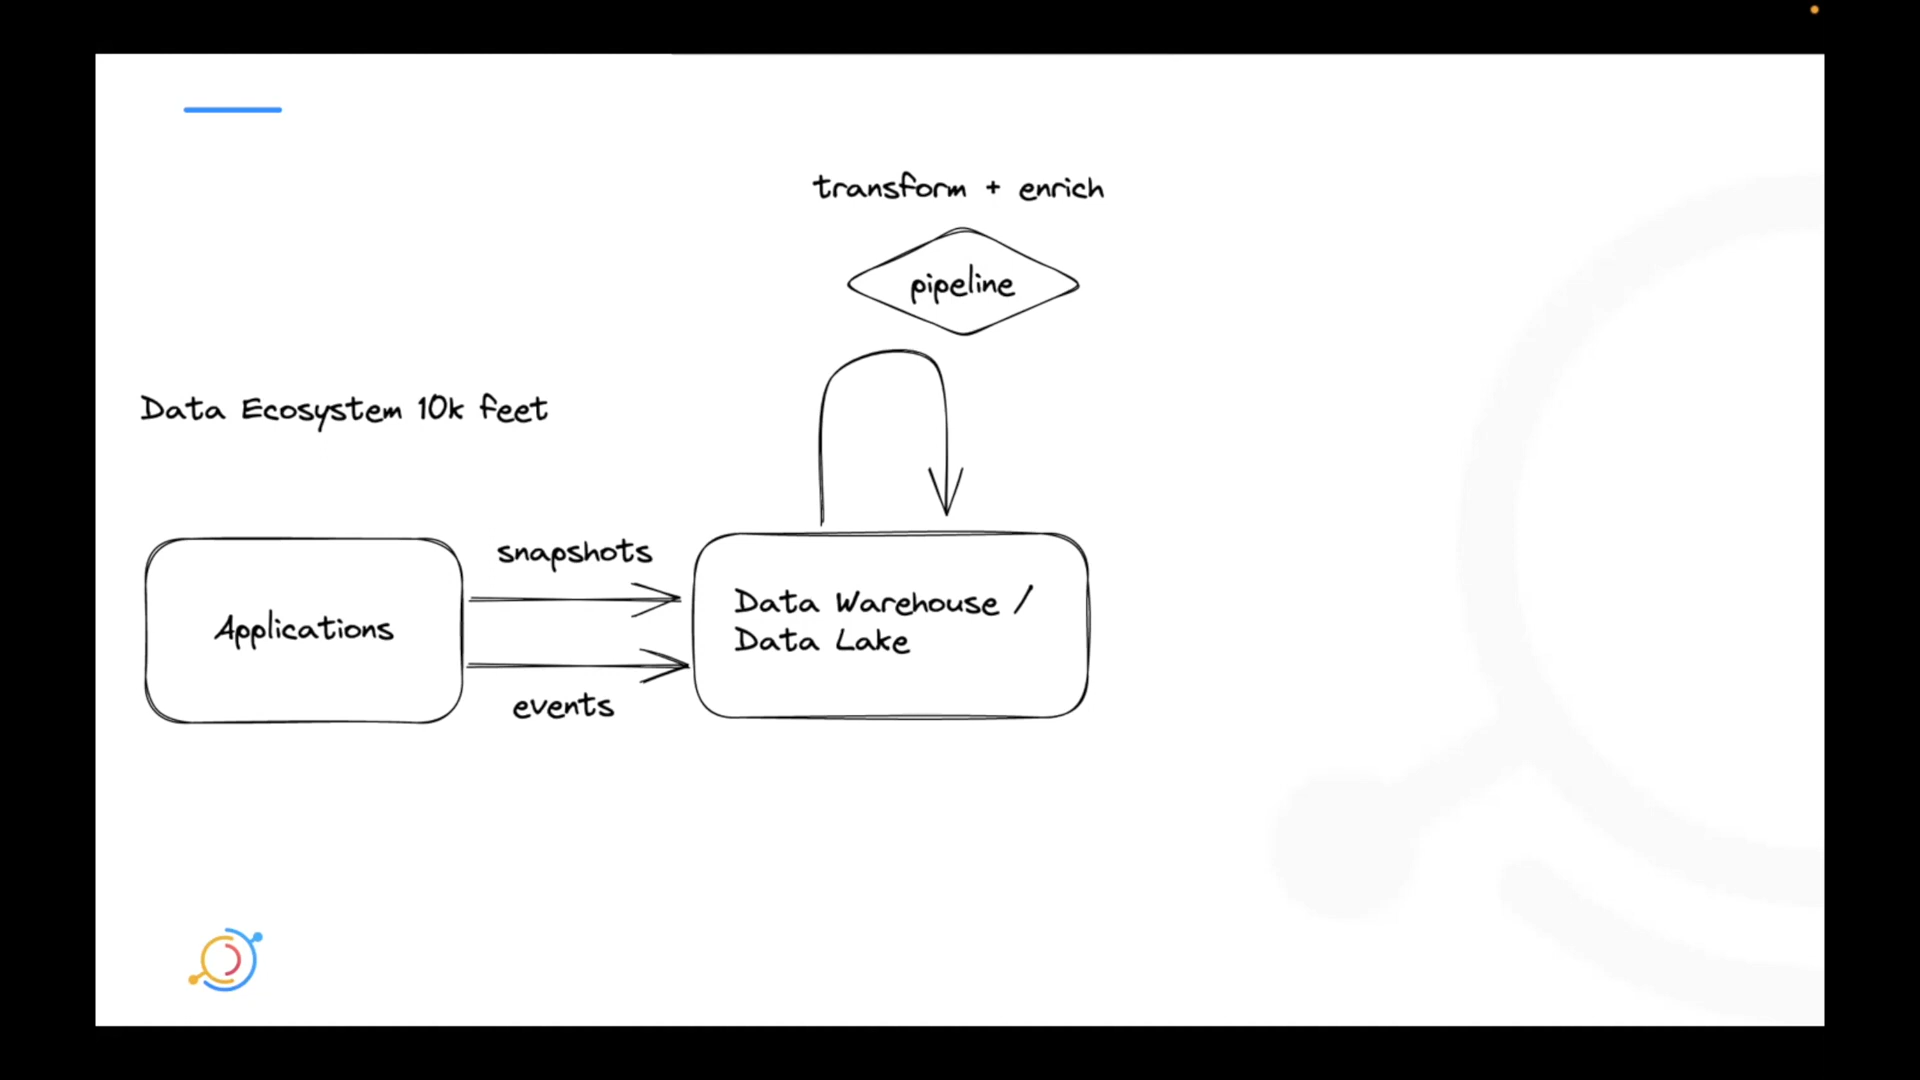 transform + enrich
pipeline
Data Ecosystem 10k feet
snapshots
Applications
Data Warehouse /
Data Lake
events